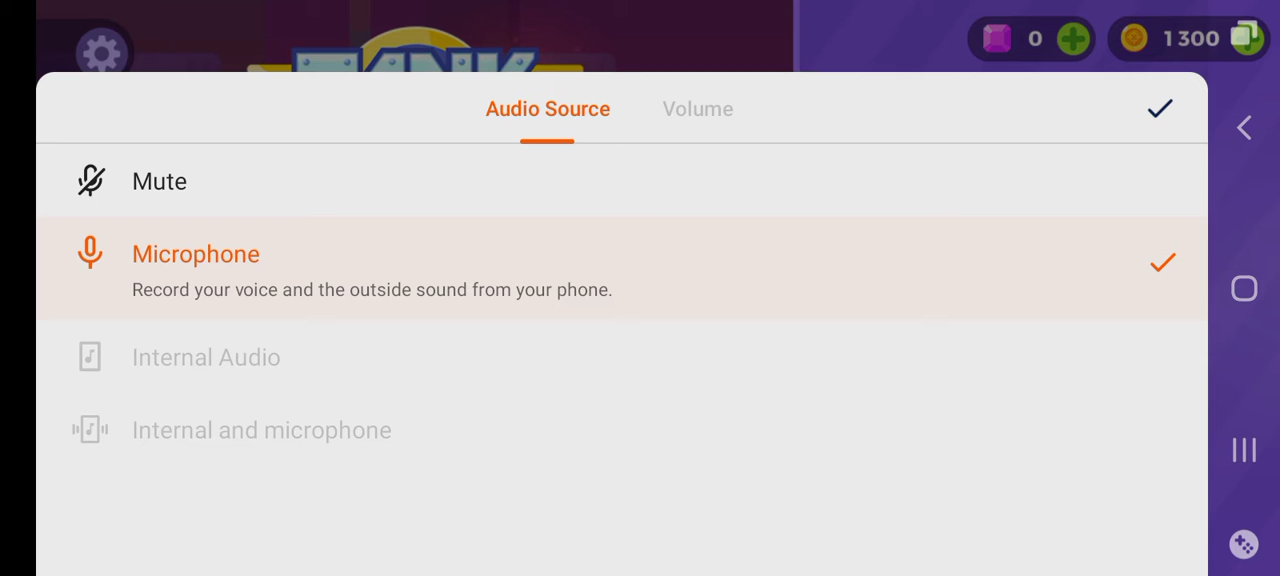 0
1300
Audio Source
Volume
Mute
Microphone
Record your voice and the outside sound from your phone.
Internal Audio
Internal and microphone